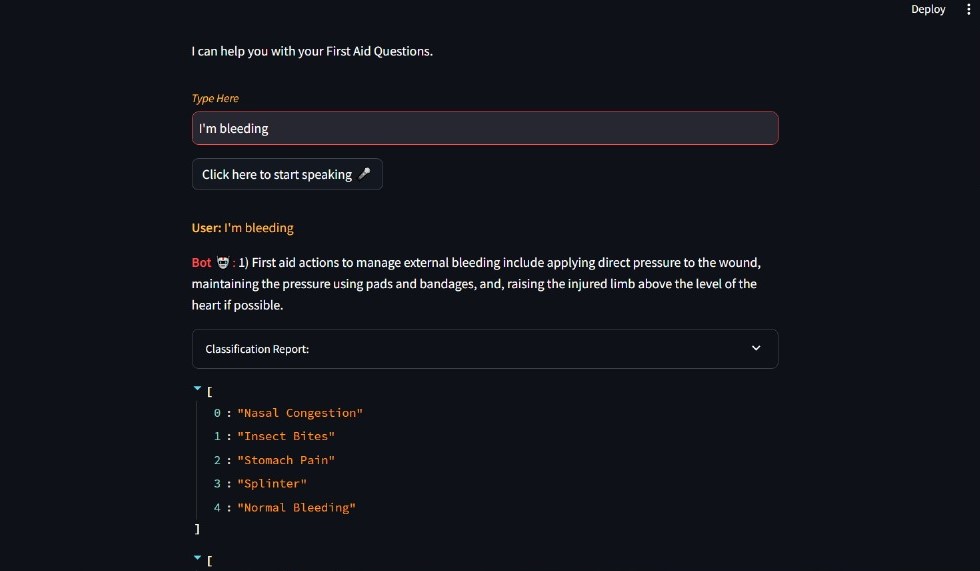 Deploy
I can help you with your First Aid Questions.
Type Here
I'm bleeding
Click here to start speaking 🎤
User: I'm bleeding
Bot : 1) First aid actions to manage external bleeding include applying direct pressure to the wound,
maintaining the pressure using pads and bandages, and, raising the injured limb above the level of the
heart if possible.
Classification Report:
[
0 : "Nasal Congestion"
1 : "Insect Bites"
2 : "Stomach Pain"
3 : "Splinter"
4 : "Normal Bleeding"
]
[